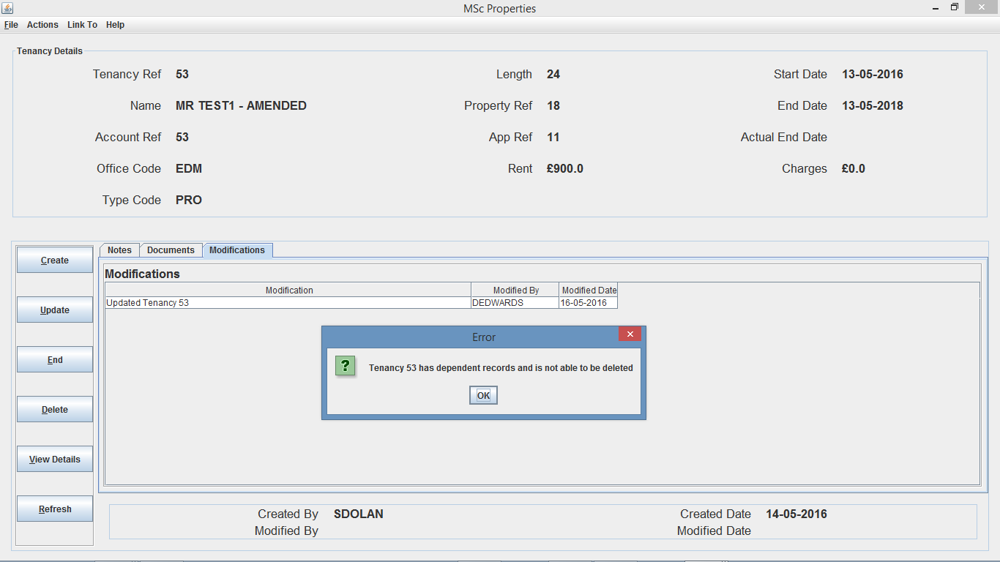 MSc Properties
File Actions Link To Help
Tenancy Details
Tenancy Ref 53 Length 24 Start Date 13-05-2016
Name MR TEST1 - AMENDED Property Ref 18 End Date 13-05-2018
Account Ref 53 App Ref 11 Actual End Date
Office Code EDM Rent £900.0 Charges £0.0
Type Code PRO
Create
Update
End
Delete
View Details
Refresh
Notes Documents Modifications
Modifications
Modification Modified By Modified Date
Updated Tenancy 53 DEDWARDS 16-05-2016
Error
? Tenancy 53 has dependent records and is not able to be deleted
OK
Created By SDOLAN Created Date 14-05-2016
Modified By Modified Date